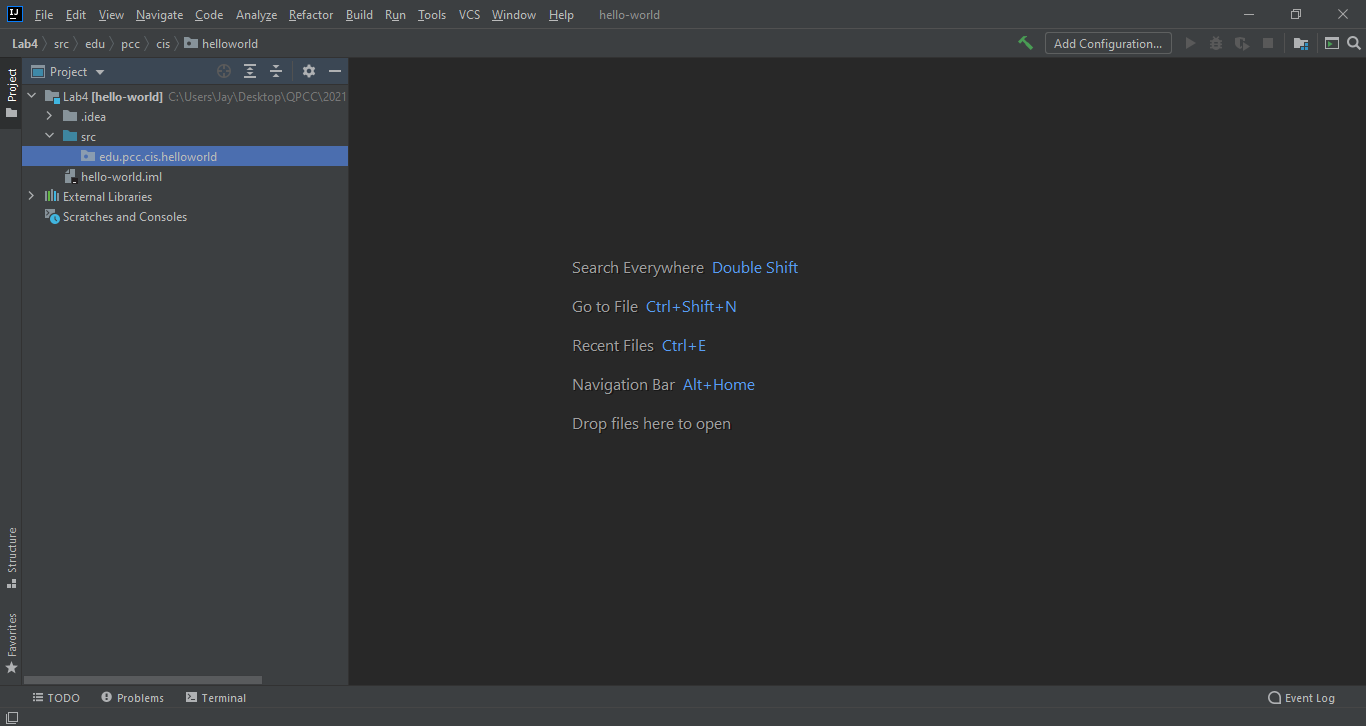 IJ File Edit View Navigate Code Analyze Refactor Build Run Tools VCS Window Help hello-world
Lab4 src edu pcc cis helloworld Add Configuration...
Project
Project
Lab4 [hello-world] C:\Users\Jay\Desktop\QPCC\2021
.idea
src
edu.pcc.cis.helloworld
hello-world.iml
External Libraries
Scratches and Consoles
Search Everywhere Double Shift
Go to File Ctrl+Shift+N
Recent Files Ctrl+E
Navigation Bar Alt+Home
Drop files here to open
Structure
Favorites
TODO Problems Terminal Event Log